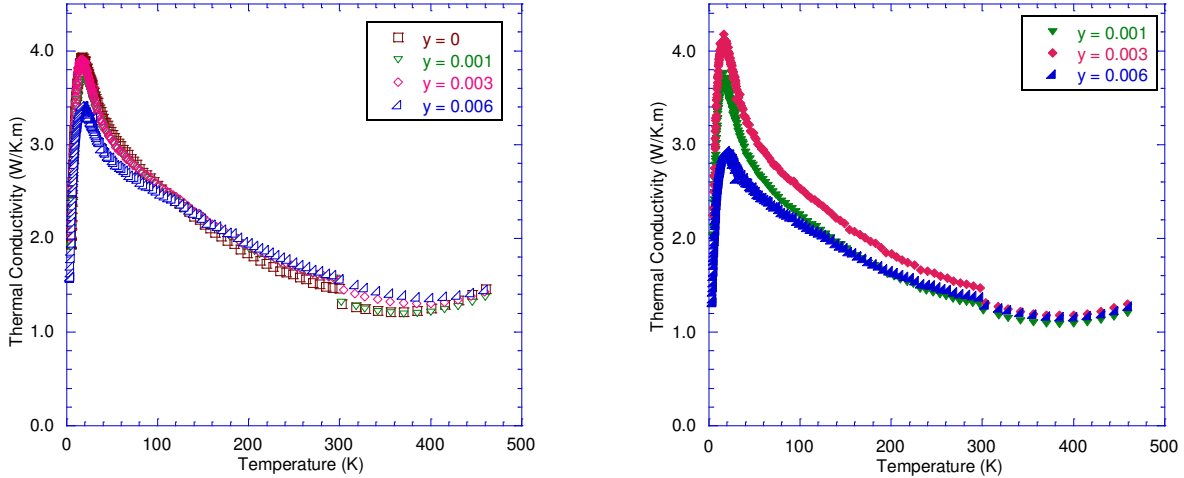 4.0
3.0
2.0
1.0
0.0
Thermal Conductivity (W/K.m)
y = 0
y = 0.001
y = 0.003
y = 0.006
0
100
200
300
400
500
Temperature (K)
4.0
3.0
2.0
1.0
0.0
Thermal Conductivity (W/K.m)
y = 0.001
y = 0.003
y = 0.006
0
100
200
300
400
500
Temperature (K)